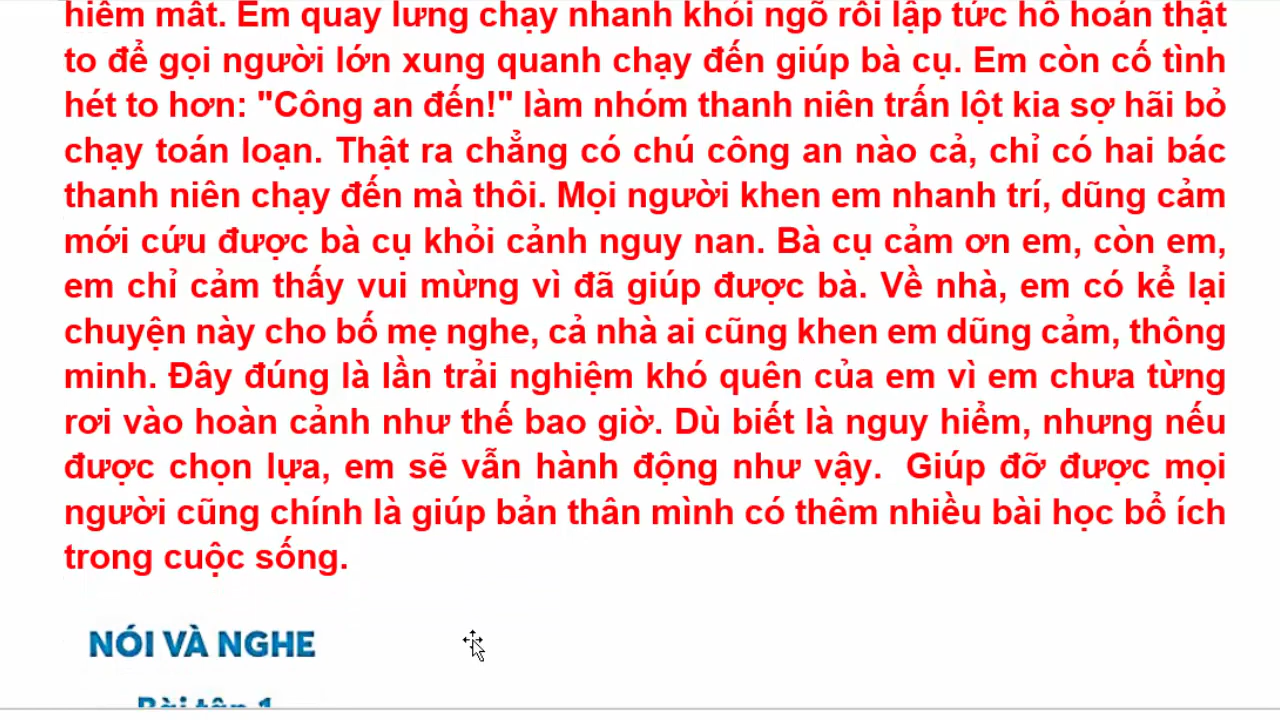 hiểm mất. Em quay lưng chạy nhanh khỏi ngõ rồi lập tức hô hoán thật
to để gọi người lớn xung quanh chạy đến giúp bà cụ. Em còn cố tình
hét to hơn: "Công an đến!" làm nhóm thanh niên trấn lột kia sợ hãi bỏ
chạy toán loạn. Thật ra chẳng có chú công an nào cả, chỉ có hai bác
thanh niên chạy đến mà thôi. Mọi người khen em nhanh trí, dũng cảm
mới cứu được bà cụ khỏi cảnh nguy nan. Bà cụ cảm ơn em, còn em,
em chỉ cảm thấy vui mừng vì đã giúp được bà. Về nhà, em có kể lại
chuyện này cho bố mẹ nghe, cả nhà ai cũng khen em dũng cảm, thông
minh. Đây đúng là lần trải nghiệm khó quên của em vì em chưa từng
rơi vào hoàn cảnh như thế bao giờ. Dù biết là nguy hiểm, nhưng nếu
được chọn lựa, em sẽ vẫn hành động như vậy. Giúp đỡ được mọi
người cũng chính là giúp bản thân mình có thêm nhiều bài học bổ ích
trong cuộc sống.
NÓI VÀ NGHE
Bài tập 1